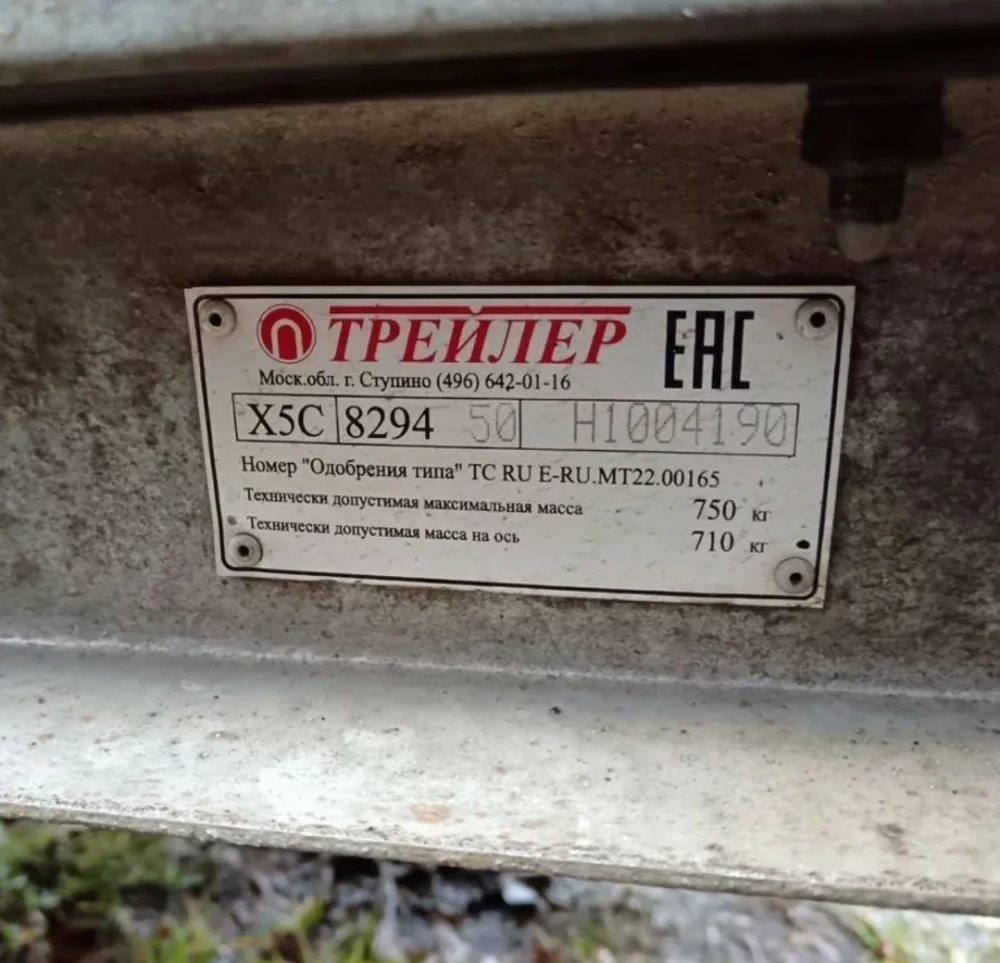 ТРЕЙЛЕР
ЕАС
Моск.обл. г. Ступино (496) 642-01-16
X5C 8294 50 H1004190
Номер "Одобрения типа" ТС RU E-RU.MT22.00165
Технически допустимая максимальная масса 750 кг
Технически допустимая масса на ось 710 кг